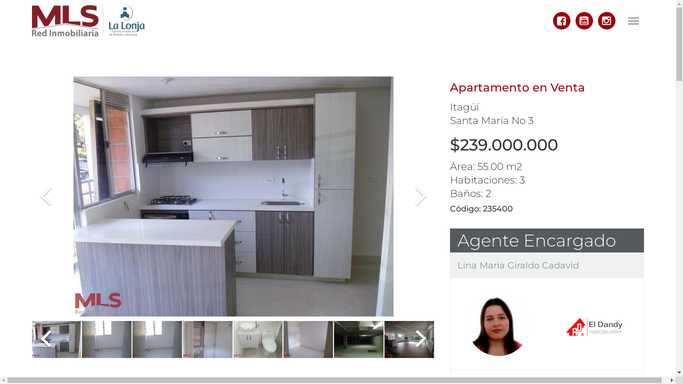 MLS
Red Inmobiliaria
La Lonja
Apartamento en Venta
Itagüí
Santa María No 3
$239.000.000
Área: 55.00 m2
Habitaciones: 3
Baños: 2
Código: 235400
Agente Encargado
Lina Maria Giraldo Cadavid
El Dandy
MLS